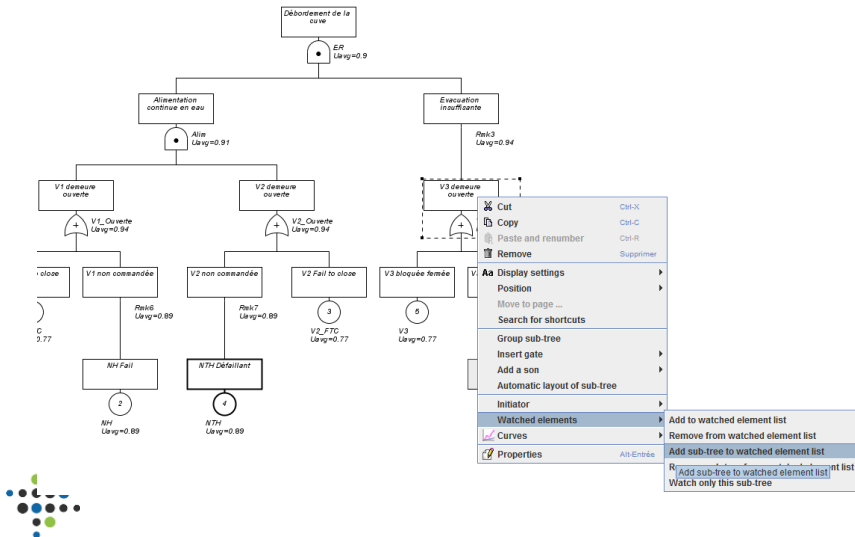 Débordement de la
cuve
ER
Uavg=0.9
Alimentation
continue en eau
Evacuation
insuffisante
Alim
Uavg=0.91
Rmk3
Uavg=0.94
V1 demeure
ouverte
V2 demeure
ouverte
V3 demeure
ouverte
+
V1_Ouverte
Uavg=0.94
+
V2_Ouverte
Uavg=0.94
+
to close
V1 non commandée
V2 non commandée
V2 Fail to close
V3 bloquée fermée
C
0.77
Rmk6
Uavg=0.89
Rmk7
Uavg=0.89
3
V2_FTC
Uavg=0.77
5
V3
Uavg=0.77
NH Fail
NTH Défaillant
2
NH
Uavg=0.89
4
NTH
Uavg=0.89
Cut Ctrl-X
Copy Ctrl-C
Paste and renumber Ctrl-R
Remove Supprimer
Aa Display settings
Position
Move to page ...
Search for shortcuts
Group sub-tree
Insert gate
Add a son
Automatic layout of sub-tree
Initiator
Watched elements
Curves
Properties Alt-Entrée
Add to watched element list
Remove from watched element list
Add sub-tree to watched element list
Add sub-tree to watched element list
Watch only this sub-tree